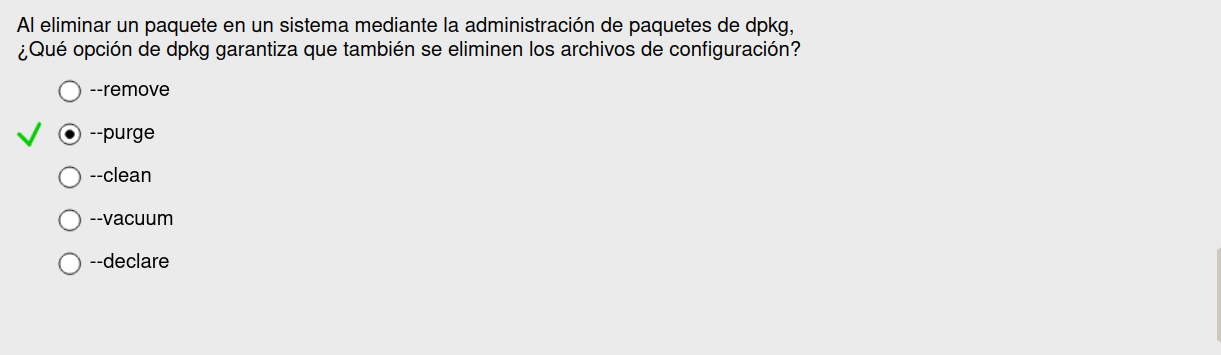 Al eliminar un paquete en un sistema mediante la administración de paquetes de dpkg,
¿Qué opción de dpkg garantiza que también se eliminen los archivos de configuración?
--remove
--purge
--clean
--vacuum
--declare